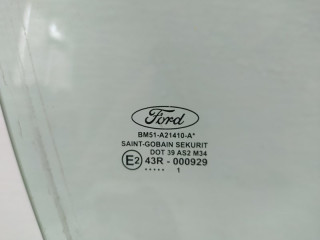 Ford
BM51-A21410-A*
SAINT-GOBAIN SEKURIT
DOT 39 AS2 M34
E2 43R - 000929
..... 1